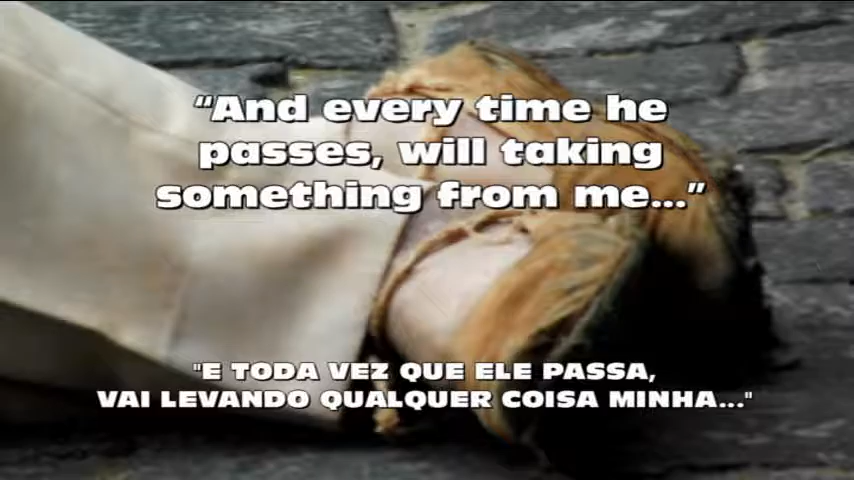 “And every time he
passes, will taking
something from me...”
"E TODA VEZ QUE ELE PASSA,
VAI LEVANDO QUALQUER COISA MINHA..."